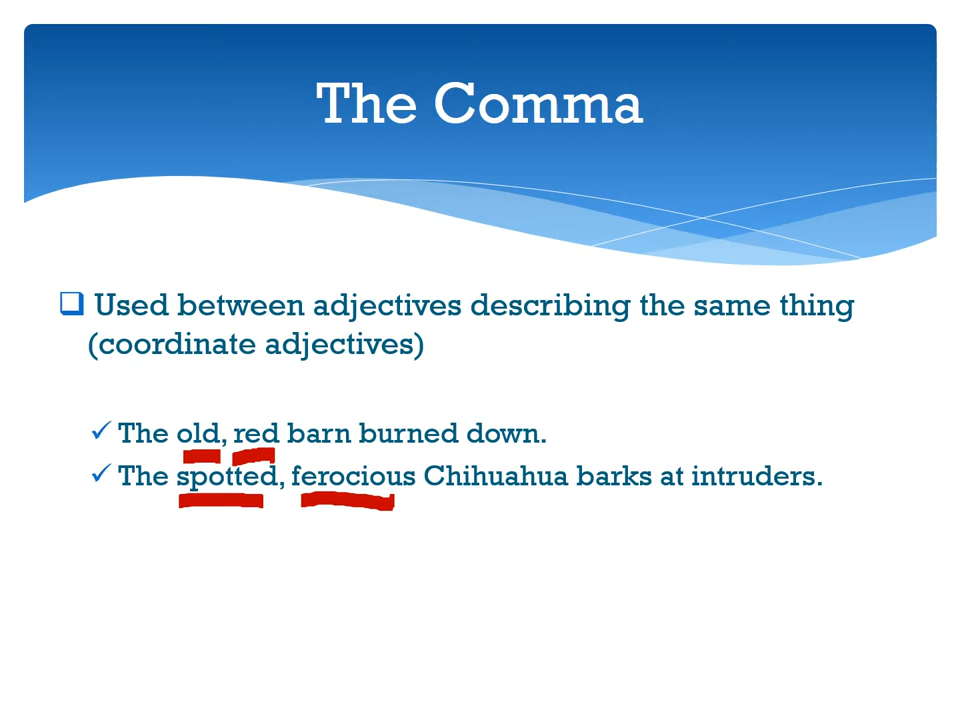 The Comma
Used between adjectives describing the same thing
(coordinate adjectives)
The old, red barn burned down.
The spotted, ferocious Chihuahua barks at intruders.